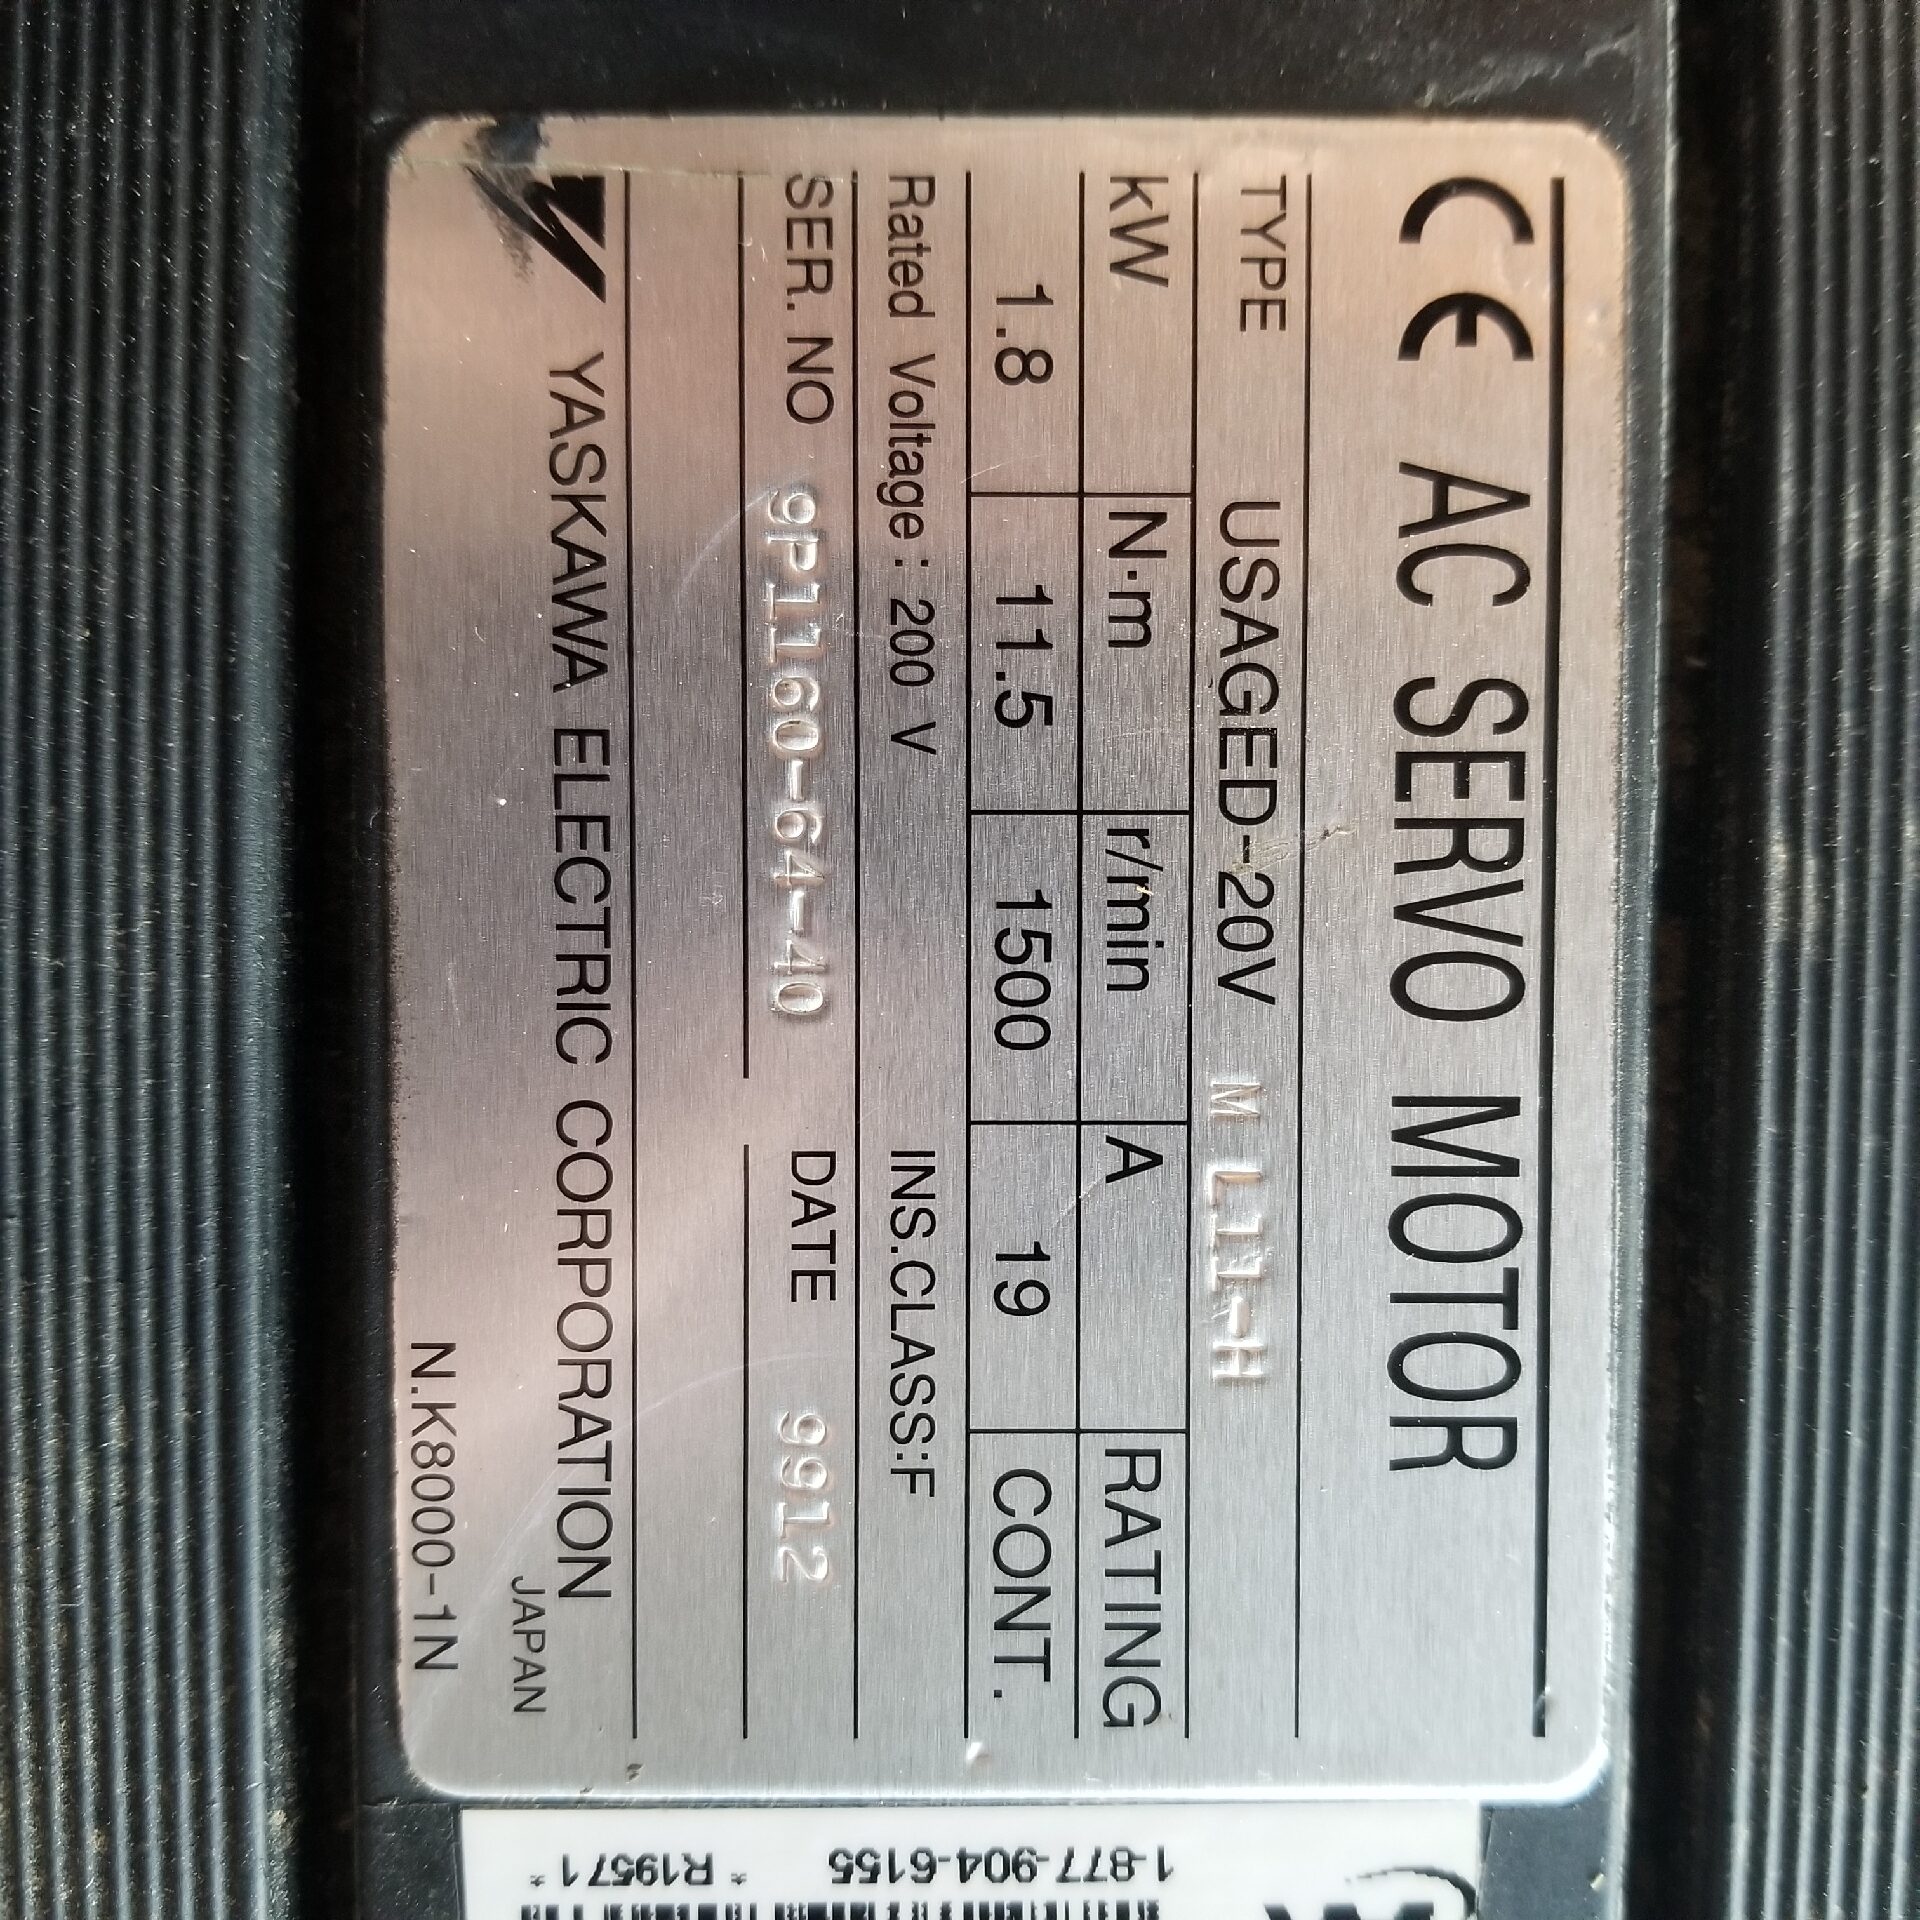 CE AC SERVO MOTOR
TYPE USAGED-20V M L11-H
kW N·m r/min A RATING
1.8 11.5 1500 19 CONT.
Rated Voltage : 200 V INS.CLASS:F
SER. NO 9P1160-64-40 DATE 9912
YASKAWA ELECTRIC CORPORATION
JAPAN
N.K8000-1N
1-877-904-6155 * R19571 *